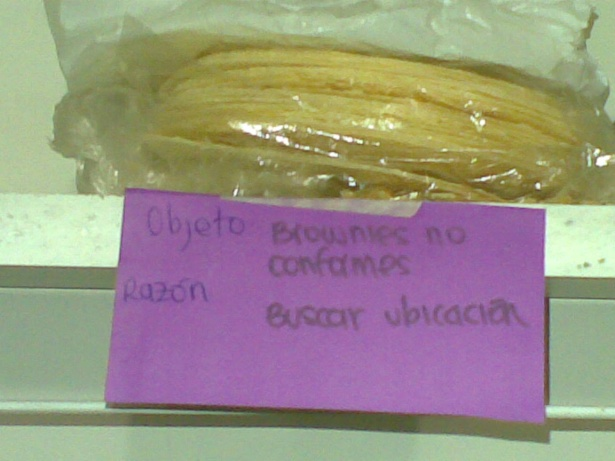 Objeto Brownies no
conformes
Razón
Buscar ubicación